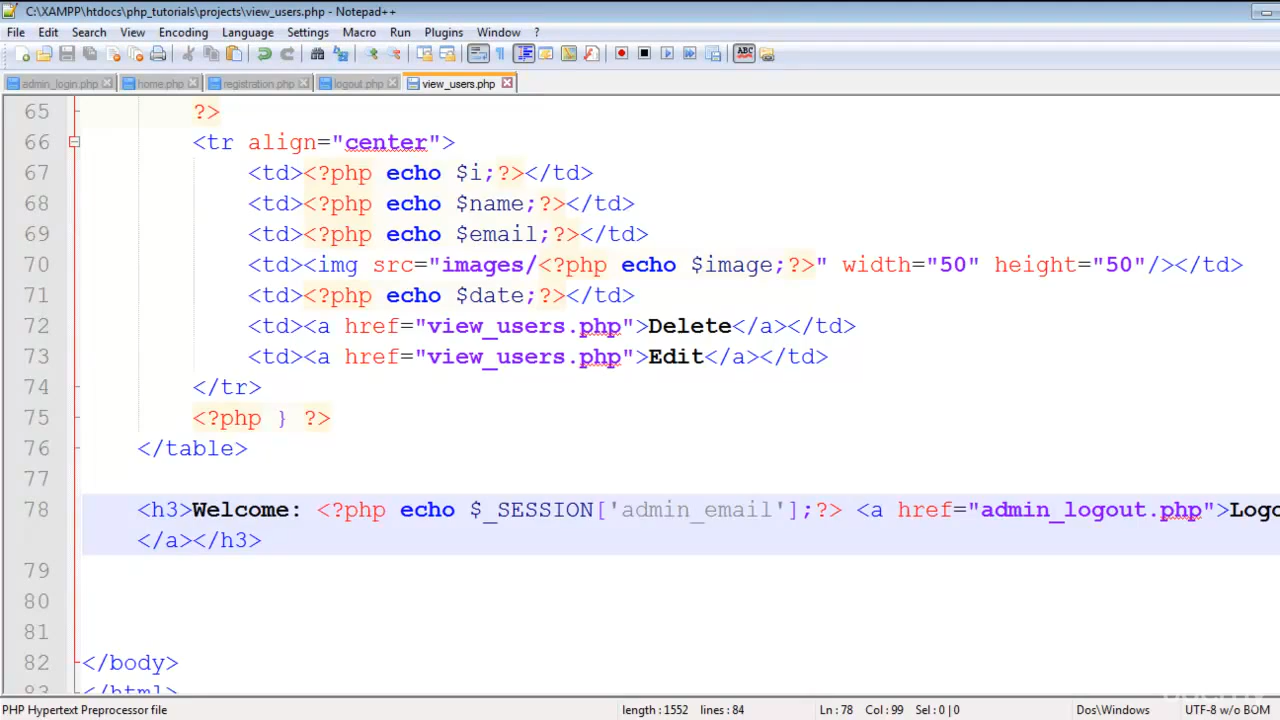 C:\XAMPP\htdocs\php_tutorials\projects\view_users.php - Notepad++
File Edit Search View Encoding Language Settings Macro Run Plugins Window ?
admin_login.php home.php registration.php logout.php view_users.php
65 ?>
66 <tr align="center">
67 <td><?php echo $i;?></td>
68 <td><?php echo $name;?></td>
69 <td><?php echo $email;?></td>
70 <td><img src="images/<?php echo $image;?>" width="50" height="50"/></td>
71 <td><?php echo $date;?></td>
72 <td><a href="view_users.php">Delete</a></td>
73 <td><a href="view_users.php">Edit</a></td>
74 </tr>
75 <?php } ?>
76 </table>
77
78 <h3>Welcome: <?php echo $_SESSION['admin_email'];?> <a href="admin_logout.php">Logo
</a></h3>
79
80
81
82 </body>
83 </html>
PHP Hypertext Preprocessor file length : 1552 lines : 84 Ln : 78 Col : 99 Sel : 0 | 0 Dos\Windows UTF-8 w/o BOM